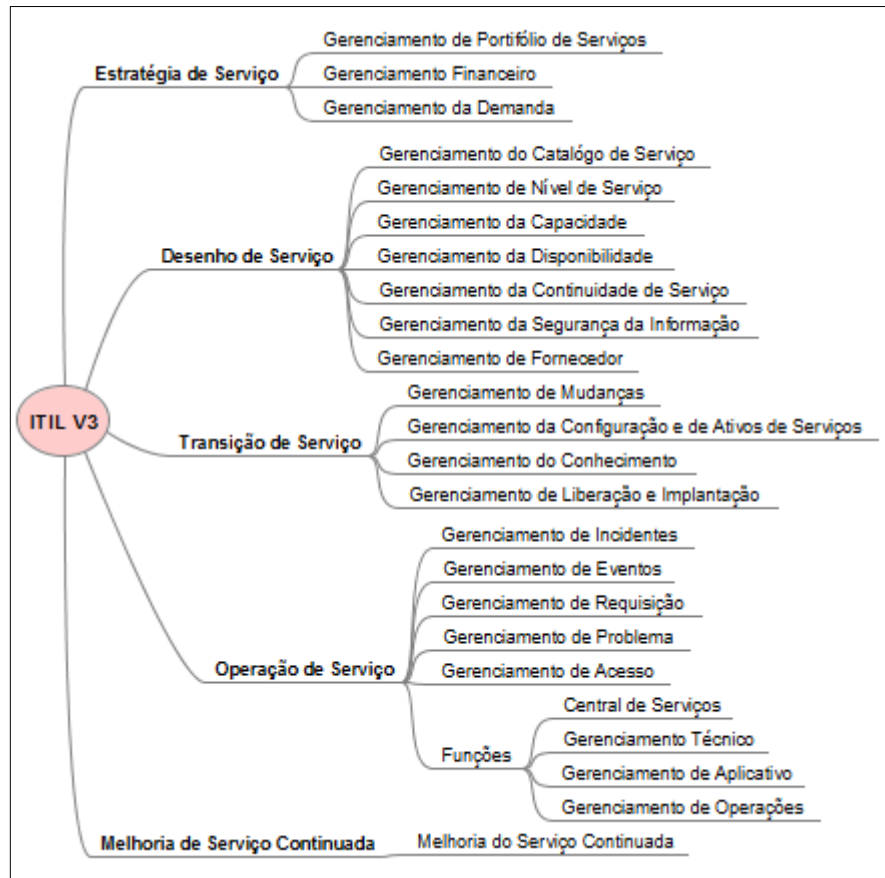 Gerenciamento de Portifólio de Serviços
Estratégia de Serviço
Gerenciamento Financeiro
Gerenciamento da Demanda
Gerenciamento do Catalógo de Serviço
Gerenciamento de Nível de Serviço
Gerenciamento da Capacidade
Desenho de Serviço
Gerenciamento da Disponibilidade
Gerenciamento da Continuidade de Serviço
Gerenciamento da Segurança da Informação
Gerenciamento de Fornecedor
ITIL V3
Gerenciamento de Mudanças
Transição de Serviço
Gerenciamento da Configuração e de Ativos de Serviços
Gerenciamento do Conhecimento
Gerenciamento de Liberação e Implantação
Gerenciamento de Incidentes
Gerenciamento de Eventos
Gerenciamento de Requisição
Gerenciamento de Problema
Operação de Serviço
Gerenciamento de Acesso
Central de Serviços
Gerenciamento Técnico
Funções
Gerenciamento de Aplicativo
Gerenciamento de Operações
Melhoria de Serviço Continuada
Melhoria do Serviço Continuada